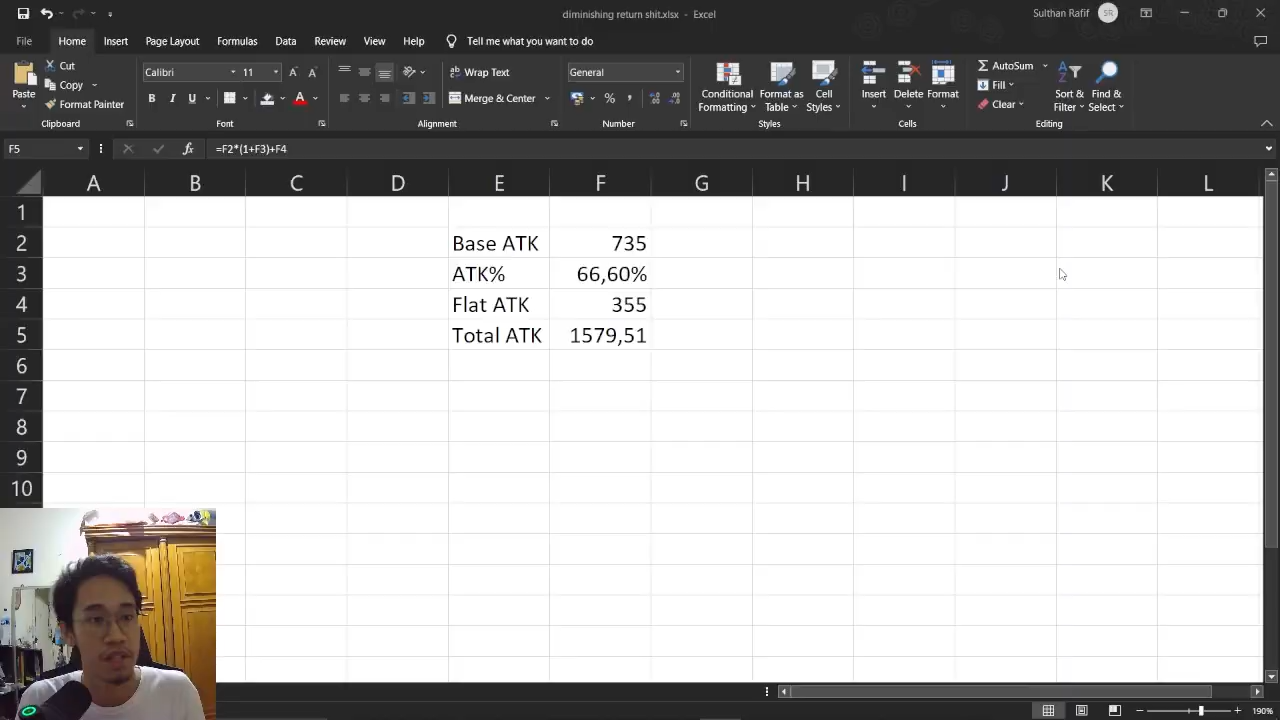 diminishing return shit.xlsx - Excel
Sulthan Rafif SR
File Home Insert Page Layout Formulas Data Review View Help Tell me what you want to do
Paste
Cut
Copy
Format Painter
Clipboard
Calibri 11
B I U
Font
Wrap Text
Merge & Center
Alignment
General
Number
Conditional Formatting
Format as Table
Cell Styles
Styles
Insert
Delete
Format
Cells
AutoSum
Fill
Clear
Sort & Filter
Find & Select
Editing
F5 fx =F2*(1+F3)+F4
A B C D E F G H I J K L
1
2 Base ATK 735
3 ATK% 66,60%
4 Flat ATK 355
5 Total ATK 1579,51
6
7
8
9
10
190%